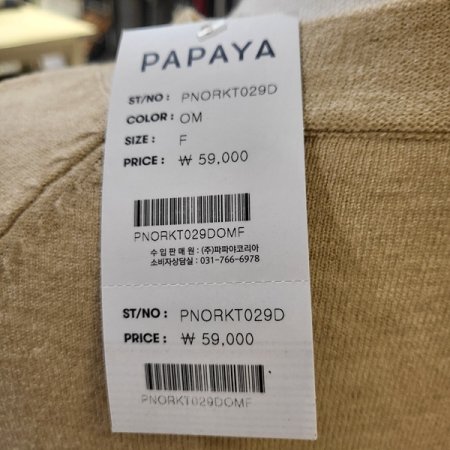 PAPAYA
ST/NO : PNORKT029D
COLOR : OM
SIZE : F
PRICE : ₩ 59,000
PNORKT029DOMF
수입판매원 : (주)파파야코리아
소비자상담실 : 031-766-6978
ST/NO : PNORKT029D
PRICE : ₩ 59,000
PNORKT029DOMF